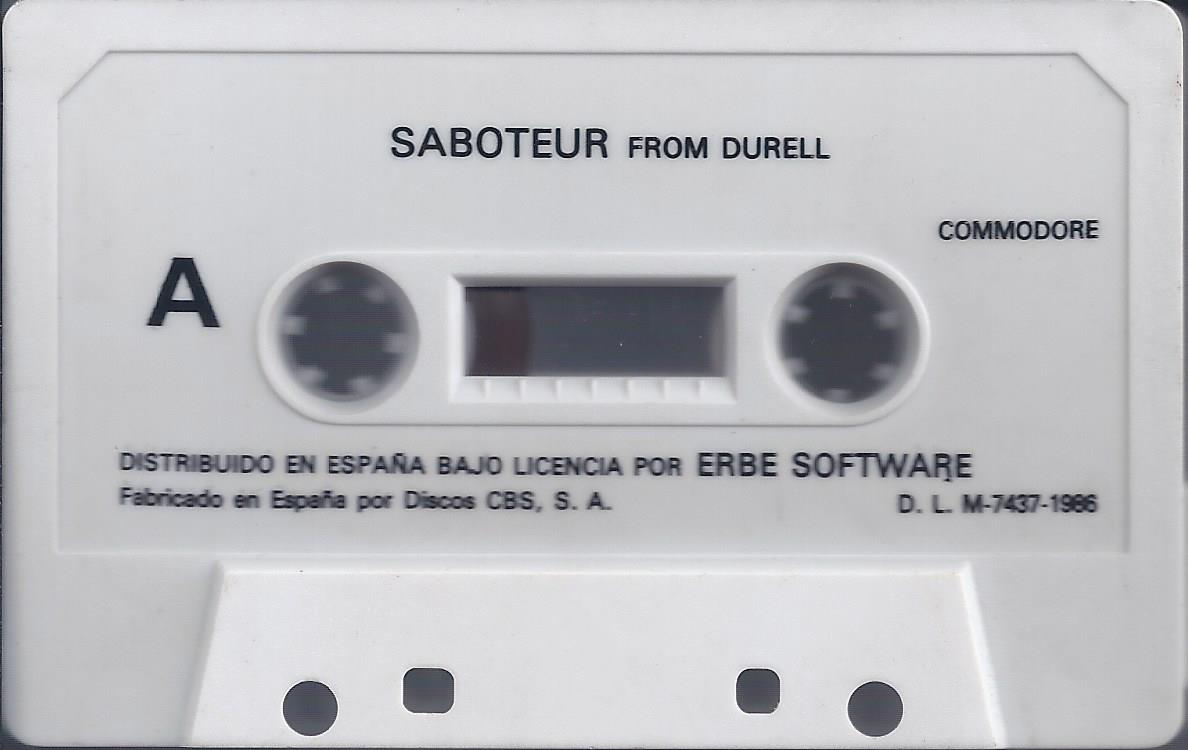 SABOTEUR FROM DURELL
COMMODORE
A
DISTRIBUIDO EN ESPAÑA BAJO LICENCIA POR ERBE SOFTWARE
Fabricado en España por Discos CBS, S. A. D. L. M-7437-1986